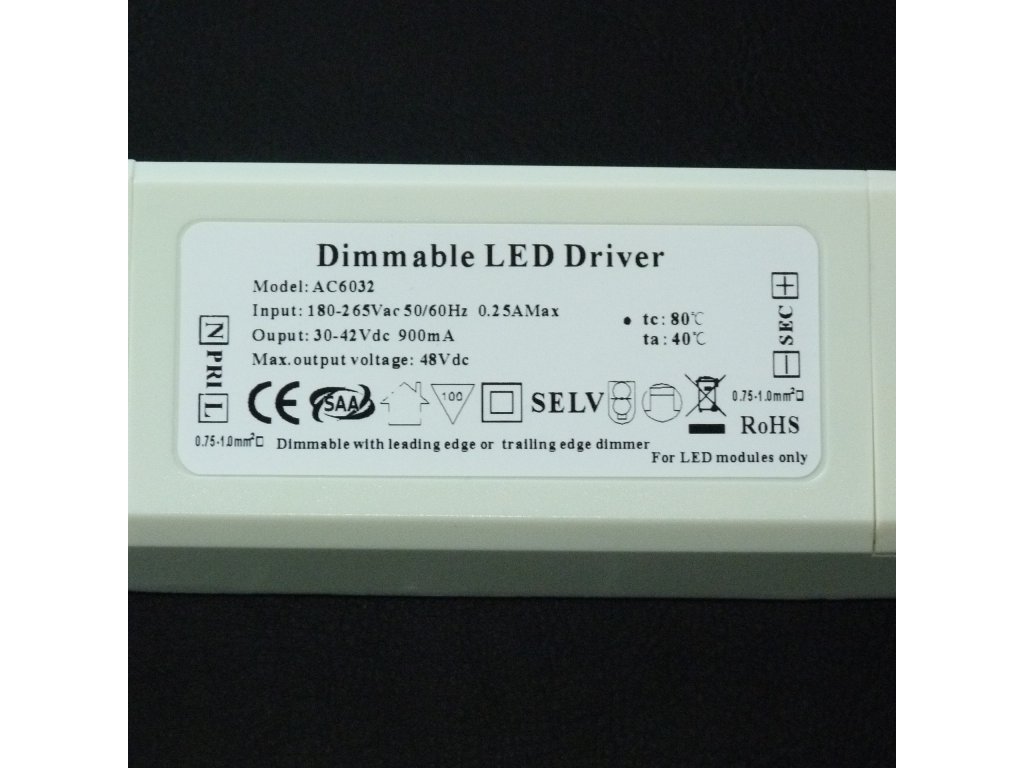 Dimmable LED Driver
Model: AC6032
Input: 180-265Vac 50/60Hz 0.25AMax
Ouput: 30-42Vdc 900mA
Max.output voltage: 48Vdc
• tc: 80℃
ta: 40℃
N PRI L
0.75-1.0mm²
+ SEC −
0.75-1.0mm²
CE SAA 100 SELV
RoHS
Dimmable with leading edge or trailing edge dimmer
For LED modules only